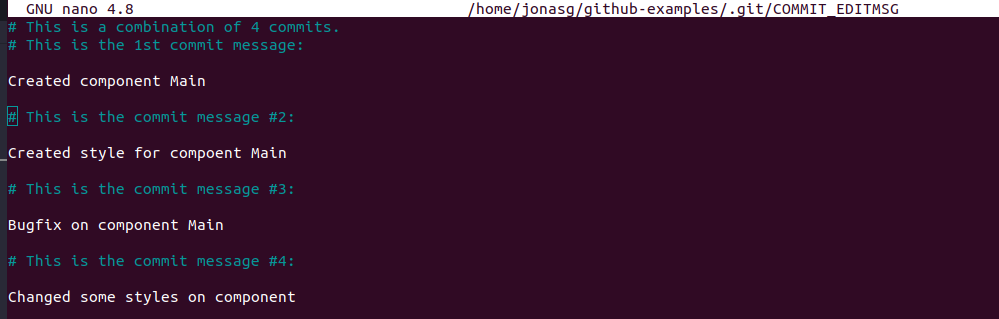 GNU nano 4.8 /home/jonasg/github-examples/.git/COMMIT_EDITMSG
# This is a combination of 4 commits.
# This is the 1st commit message:
Created component Main
# This is the commit message #2:
Created style for compoent Main
# This is the commit message #3:
Bugfix on component Main
# This is the commit message #4:
Changed some styles on component